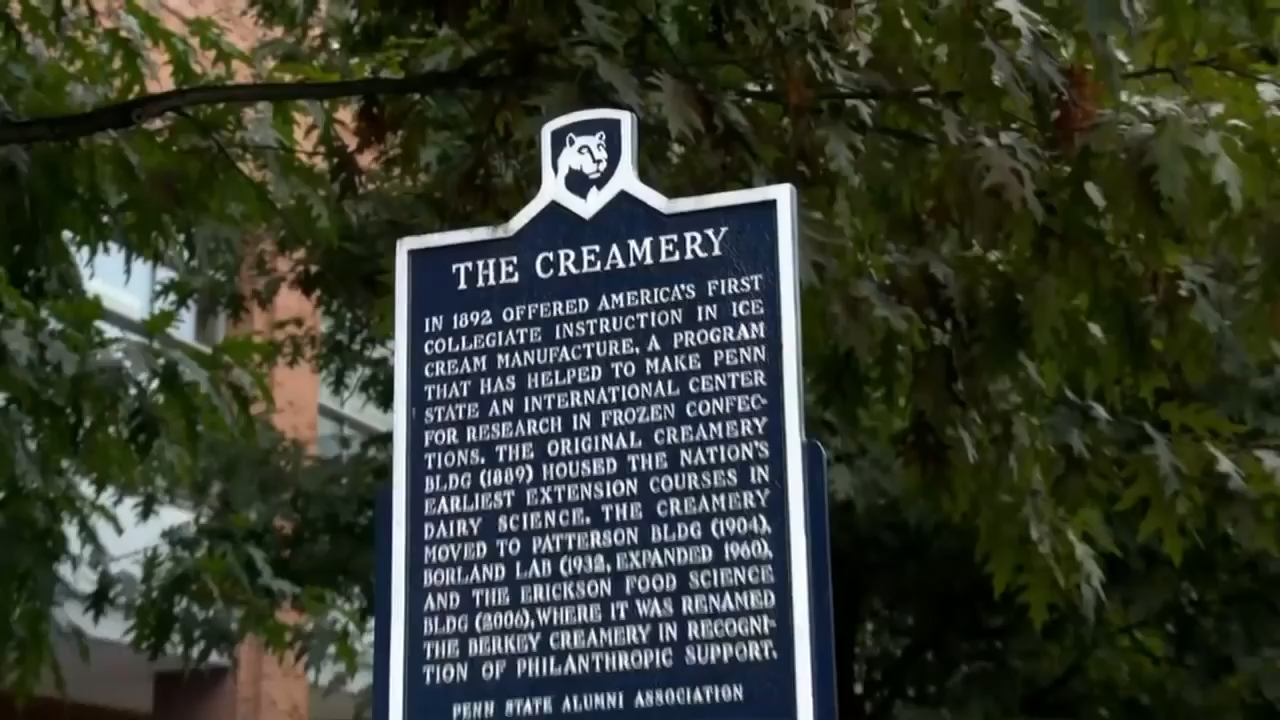 THE CREAMERY
IN 1892 OFFERED AMERICA'S FIRST
COLLEGIATE INSTRUCTION IN ICE
CREAM MANUFACTURE, A PROGRAM
THAT HAS HELPED TO MAKE PENN
STATE AN INTERNATIONAL CENTER
FOR RESEARCH IN FROZEN CONFEC-
TIONS. THE ORIGINAL CREAMERY
BLDG (1889) HOUSED THE NATION'S
EARLIEST EXTENSION COURSES IN
DAIRY SCIENCE. THE CREAMERY
MOVED TO PATTERSON BLDG (1904),
BORLAND LAB (1932, EXPANDED 1960),
AND THE ERICKSON FOOD SCIENCE
BLDG (2006), WHERE IT WAS RENAMED
THE BERKEY CREAMERY IN RECOGNI-
TION OF PHILANTHROPIC SUPPORT.
PENN STATE ALUMNI ASSOCIATION